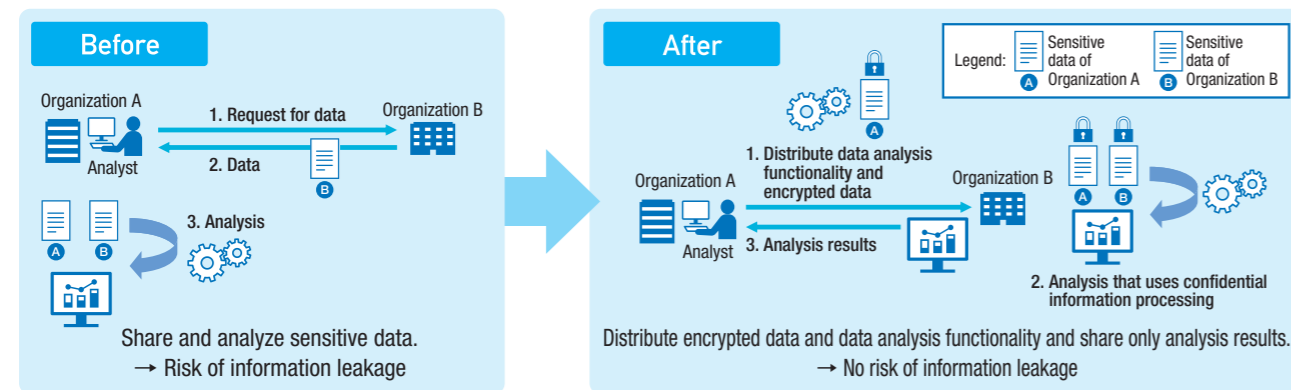 Before
Organization A
Analyst
1. Request for data
2. Data
B
Organization B
A
B
3. Analysis
Share and analyze sensitive data.
→ Risk of information leakage
After
Legend:
Sensitive
data of
Organization A
A
Sensitive
data of
Organization B
B
A
1. Distribute data analysis
functionality and
encrypted data
Organization A
Analyst
3. Analysis results
Organization B
A
B
2. Analysis that uses confidential
information processing
Distribute encrypted data and data analysis functionality and share only analysis results.
→ No risk of information leakage